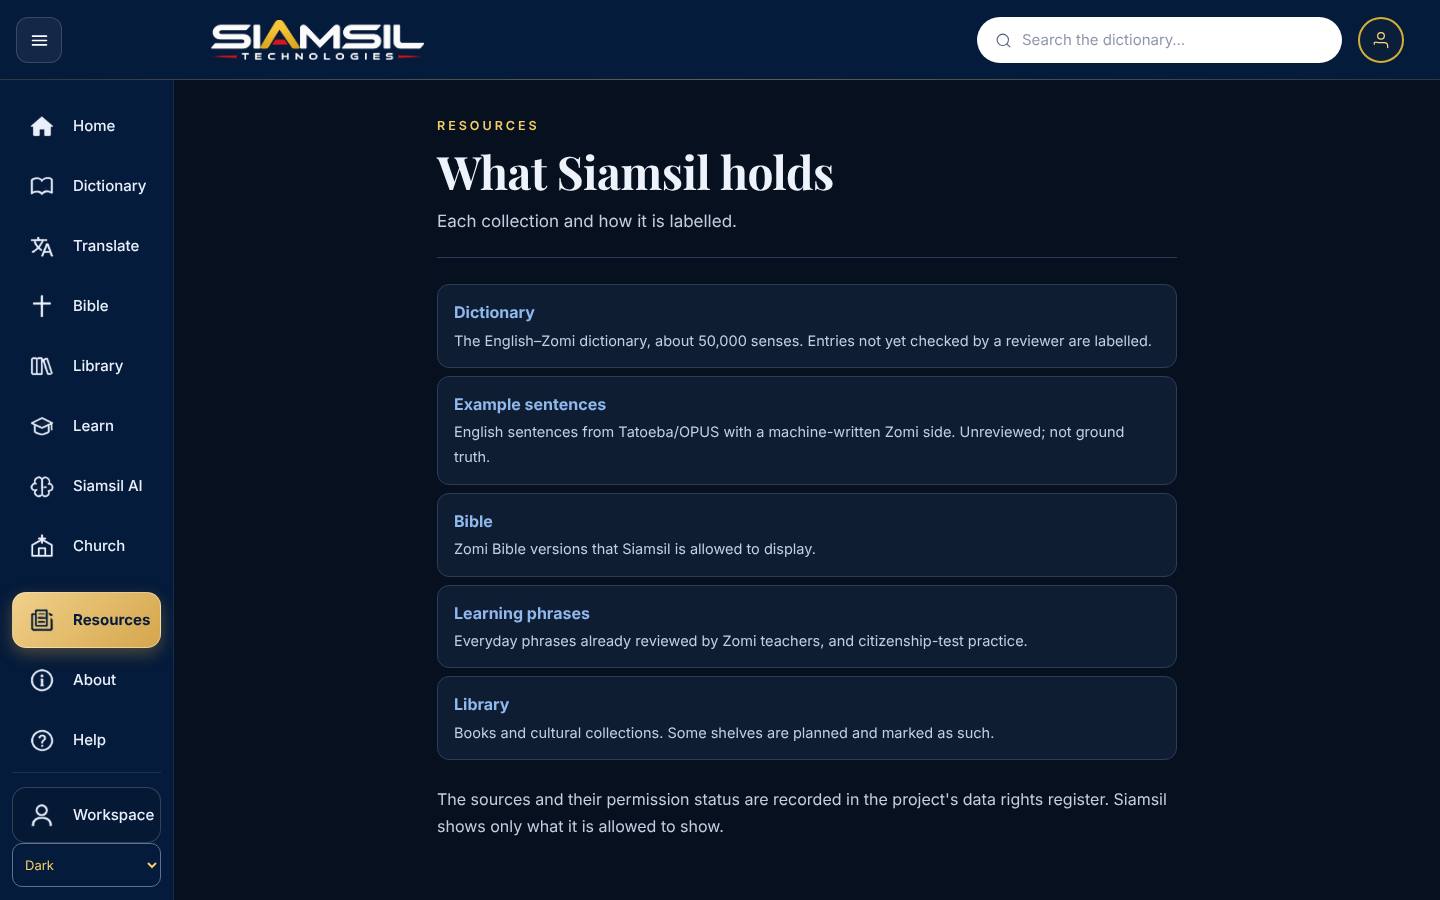 SIAMSIL
TECHNOLOGIES
Search the dictionary...
Home
Dictionary
Translate
Bible
Library
Learn
Siamsil AI
Church
Resources
About
Help
Workspace
Dark
RESOURCES
What Siamsil holds
Each collection and how it is labelled.
Dictionary
The English–Zomi dictionary, about 50,000 senses. Entries not yet checked by a reviewer are labelled.
Example sentences
English sentences from Tatoeba/OPUS with a machine-written Zomi side. Unreviewed; not ground
truth.
Bible
Zomi Bible versions that Siamsil is allowed to display.
Learning phrases
Everyday phrases already reviewed by Zomi teachers, and citizenship-test practice.
Library
Books and cultural collections. Some shelves are planned and marked as such.
The sources and their permission status are recorded in the project's data rights register. Siamsil
shows only what it is allowed to show.